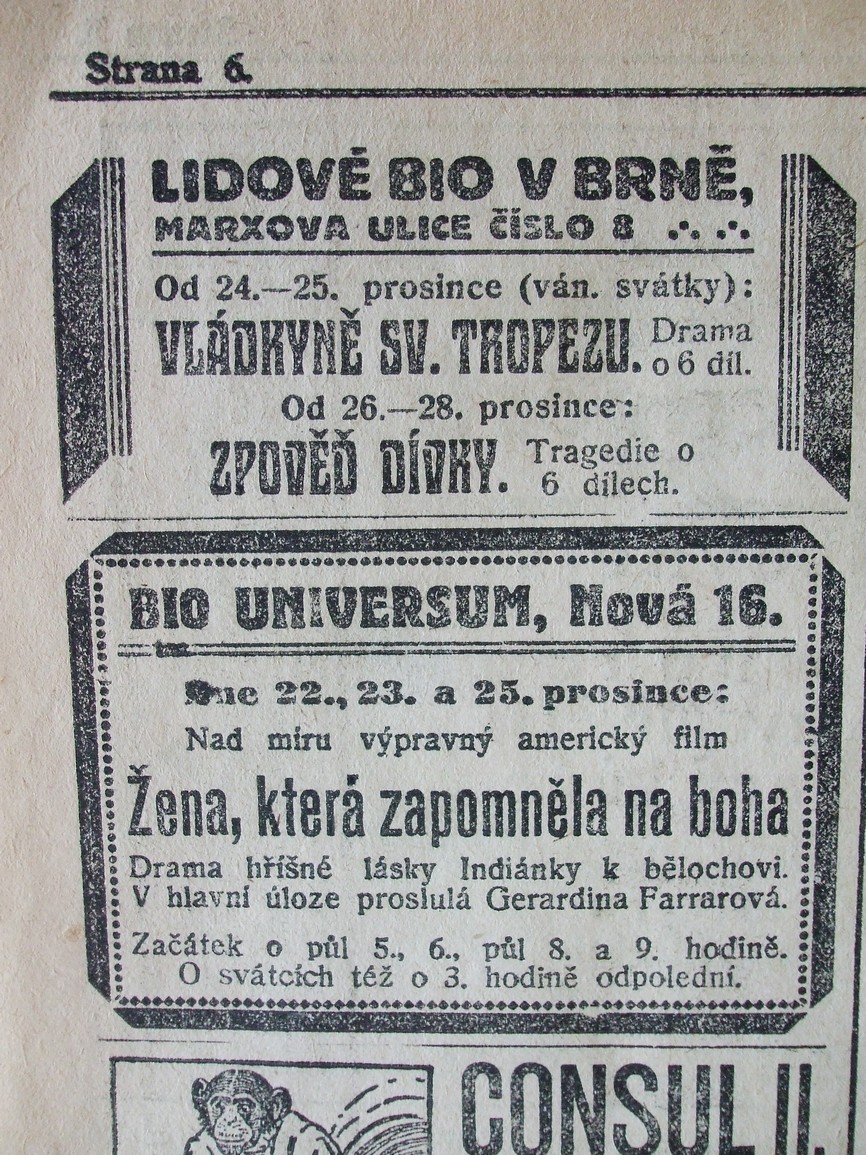 Strana 6.
LIDOVÉ BIO V BRNĚ,
MARXOVA ULICE ČÍSLO 8
Od 24.—25. prosince (ván. svátky):
VLÁDKYNĚ SV. TROPEZU. Drama
o 6 díl.
Od 26.—28. prosince:
ZPOVĚĎ DÍVKY. Tragedie o
6 dílech.
BIO UNIVERSUM, Nová 16.
Dne 22., 23. a 25. prosince:
Nad míru výpravný americký film
Žena, která zapomněla na boha
Drama hříšné lásky Indiánky k bělochovi.
V hlavní úloze proslulá Gerardina Farrarová.
Začátek o půl 5., 6., půl 8. a 9. hodině.
O svátcích též o 3. hodině odpolední.
CONSUL II.